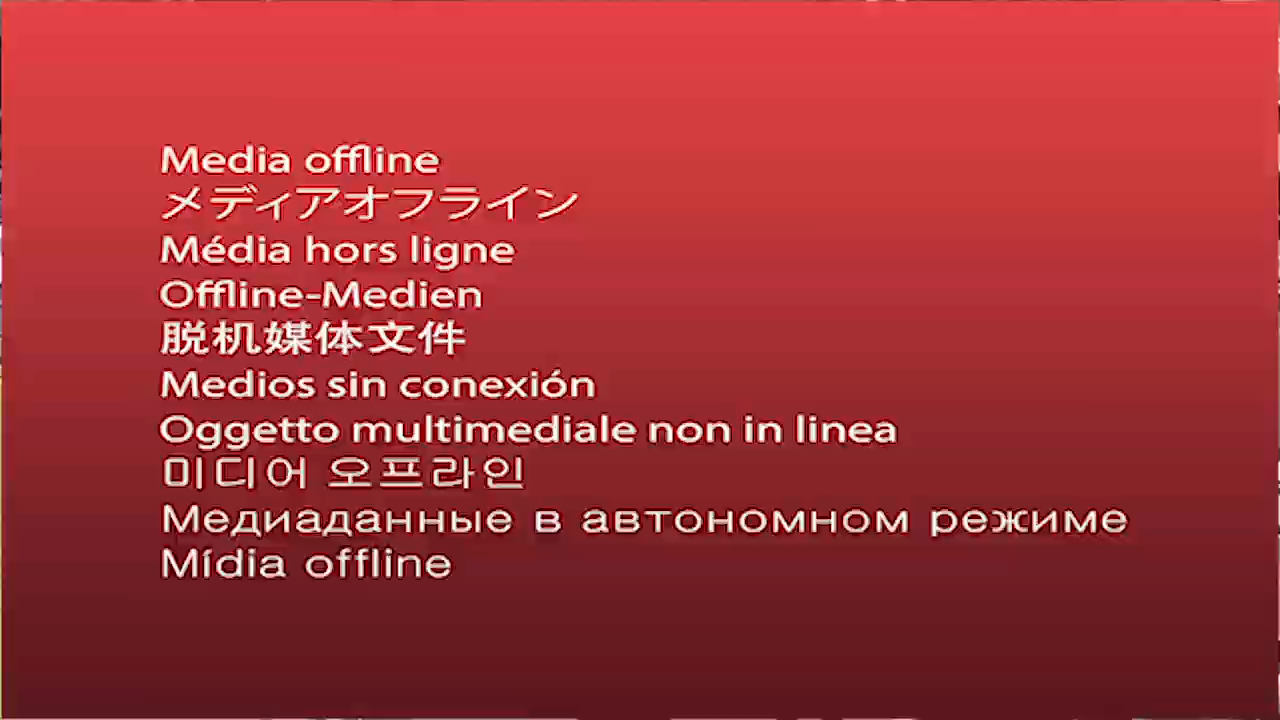 Media offline
メディアオフライン
Média hors ligne
Offline-Medien
脱机媒体文件
Medios sin conexión
Oggetto multimediale non in linea
미디어 오프라인
Медиаданные в автономном режиме
Mídia offline